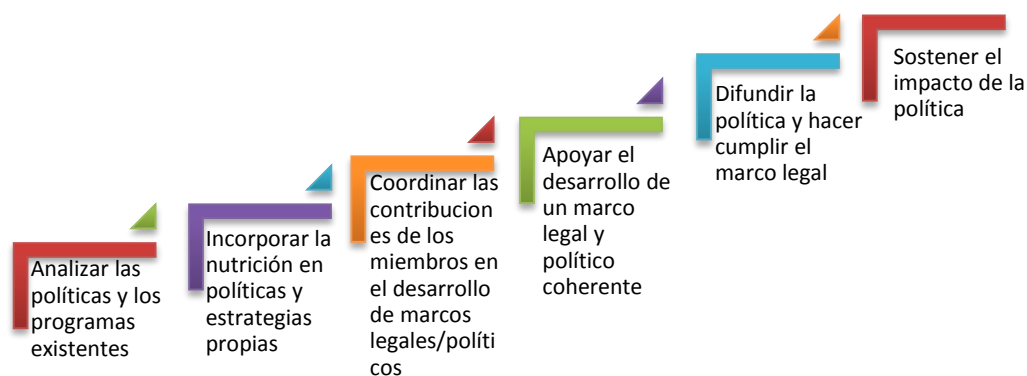 Analizar las
políticas y los
programas
existentes
Incorporar la
nutrición en
políticas y
estrategias
propias
Coordinar las
contribucion
es de los
miembros en
el desarrollo
de marcos
legales/políti
cos
Apoyar el
desarrollo de
un marco
legal y
político
coherente
Difundir la
política y hacer
cumplir el
marco legal
Sostener el
impacto de la
política